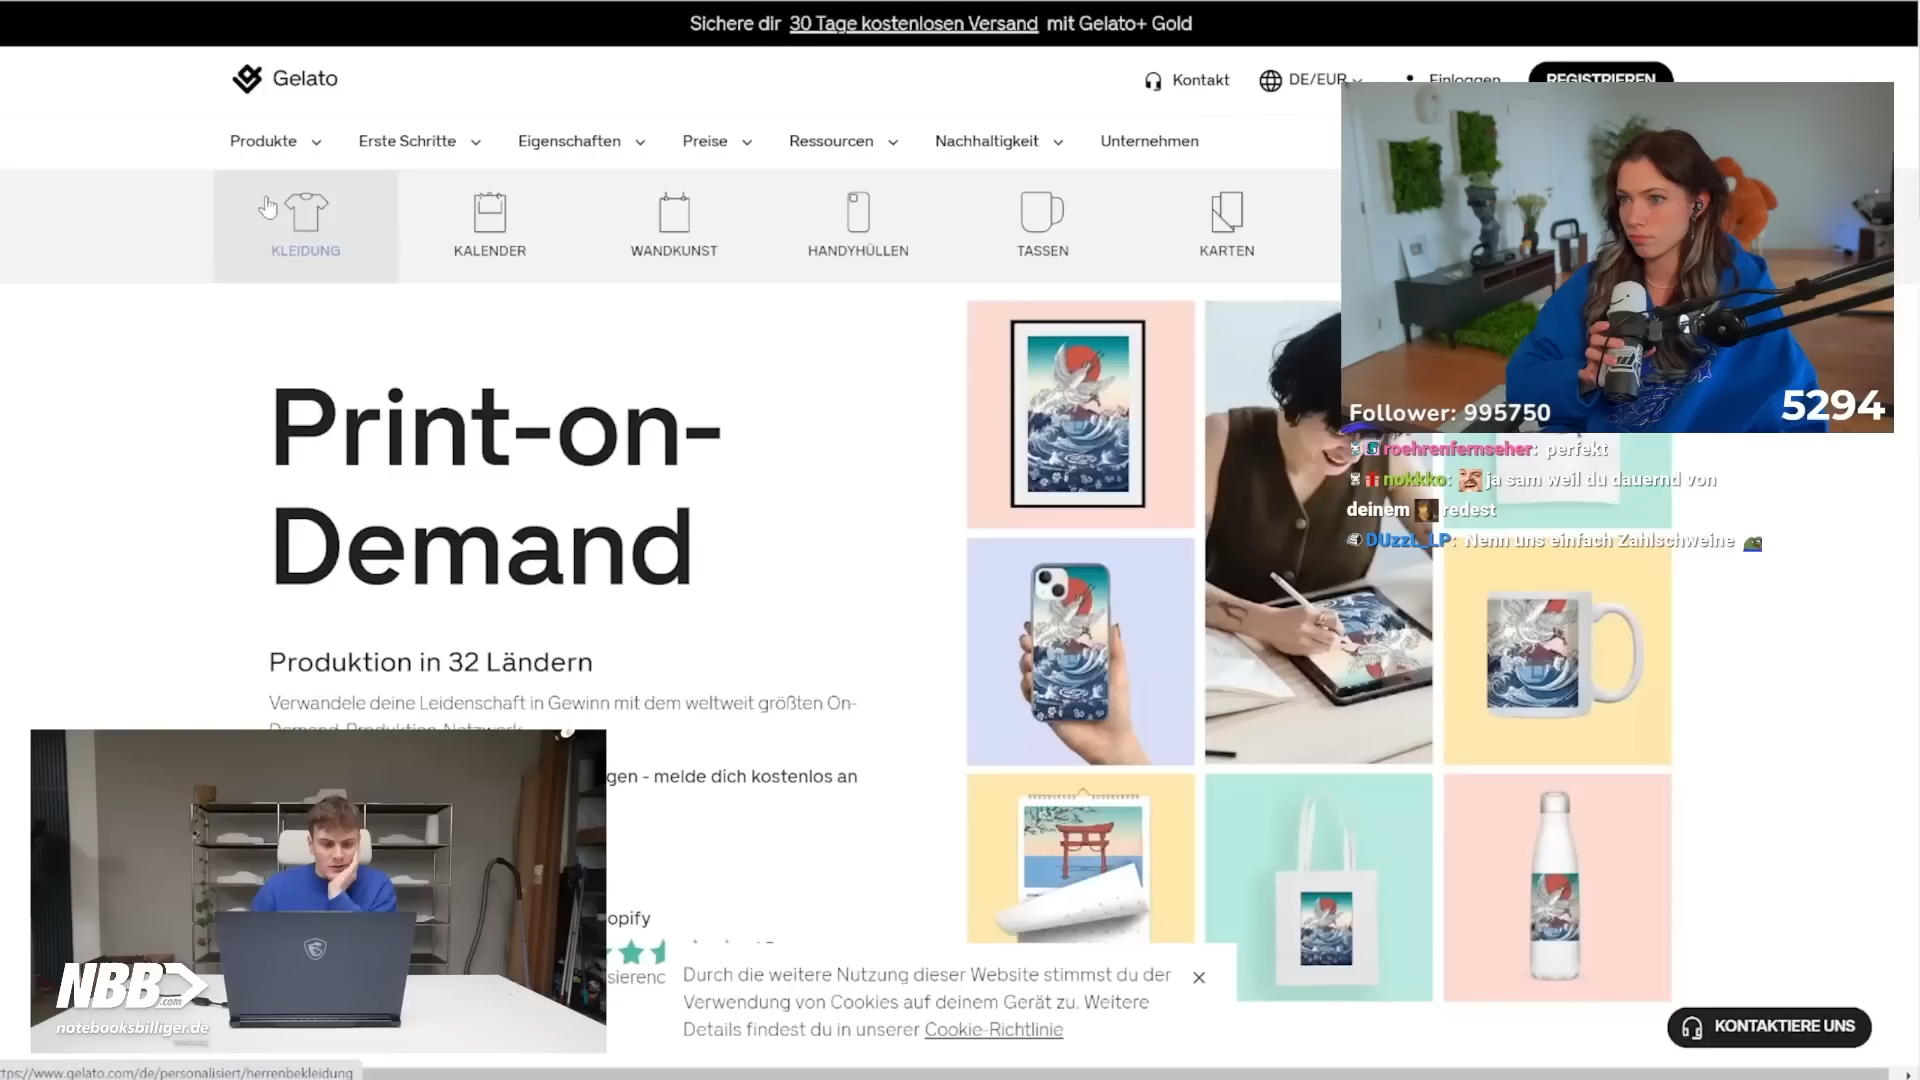 Sichere dir 30 Tage kostenlosen Versand mit Gelato+ Gold
Gelato
Kontakt
DE/EUR
Einloggen
REGISTRIEREN
Produkte
Erste Schritte
Eigenschaften
Preise
Ressourcen
Nachhaltigkeit
Unternehmen
KLEIDUNG
KALENDER
WANDKUNST
HANDYHÜLLEN
TASSEN
KARTEN
Follower: 995750
5294
roehrenfernseher: perfekt
nokkko: ja sam weil du dauernd von
deinem redest
DUzzL_LP: Nenn uns einfach Zahlschweine
Print-on-
Demand
Produktion in 32 Ländern
Verwandele deine Leidenschaft in Gewinn mit dem weltweit größten On-
Demand-Produktion-Netzwerk
gen - melde dich kostenlos an
opify
sierenc
Durch die weitere Nutzung dieser Website stimmst du der
Verwendung von Cookies auf deinem Gerät zu. Weitere
Details findest du in unserer Cookie-Richtlinie
KONTAKTIERE UNS
NBB.com
notebooksbilliger.de
Werbung
tps://www.gelato.com/de/personalisiert/herrenbekleidung